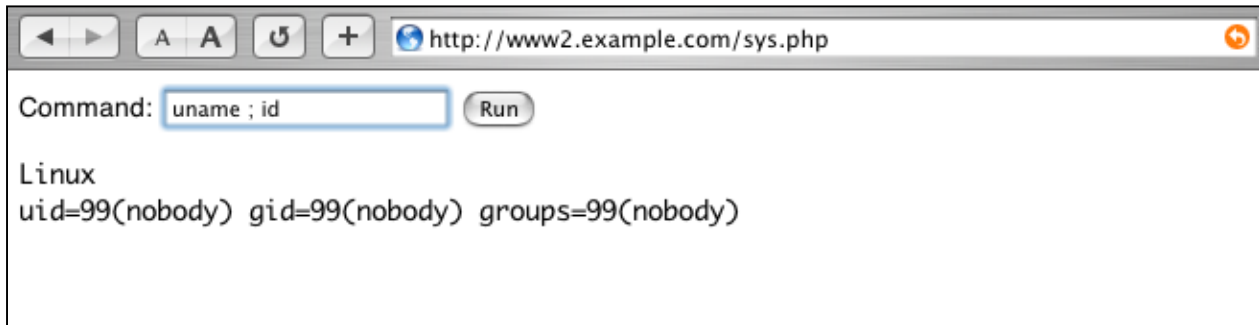 A A + http://www2.example.com/sys.php
Command: uname ; id Run
Linux
uid=99(nobody) gid=99(nobody) groups=99(nobody)